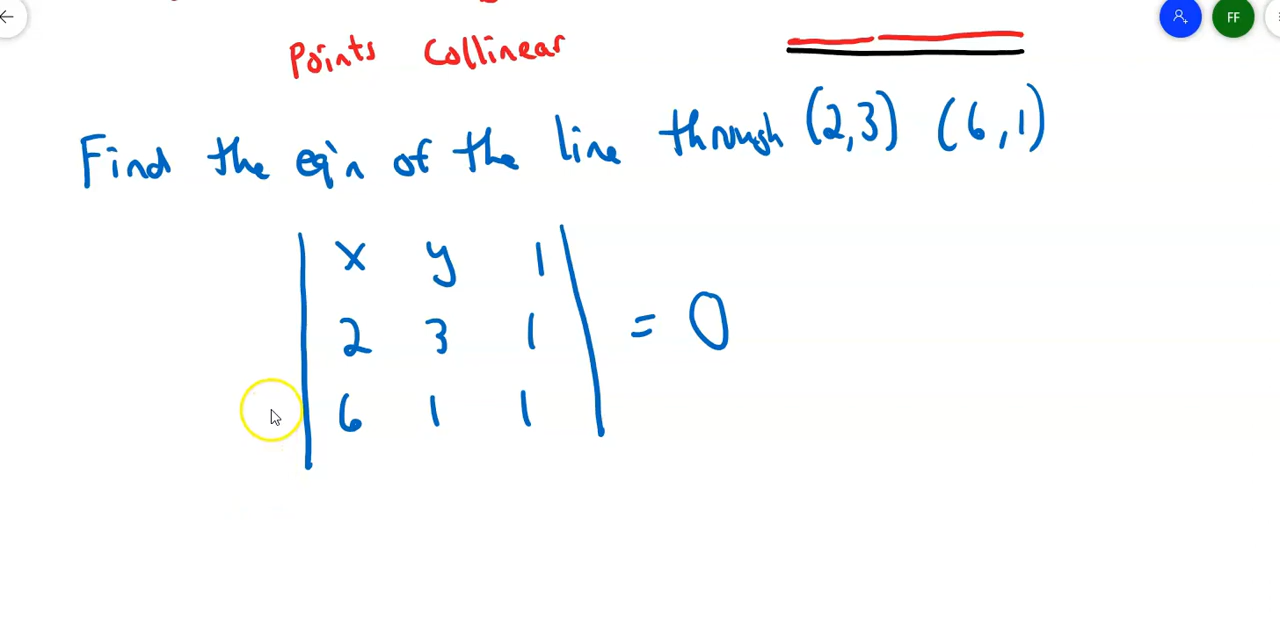 FF
Points Collinear
Find the eq'n of the line through (2,3) (6,1)
x y 1
2 3 1 = 0
6 1 1